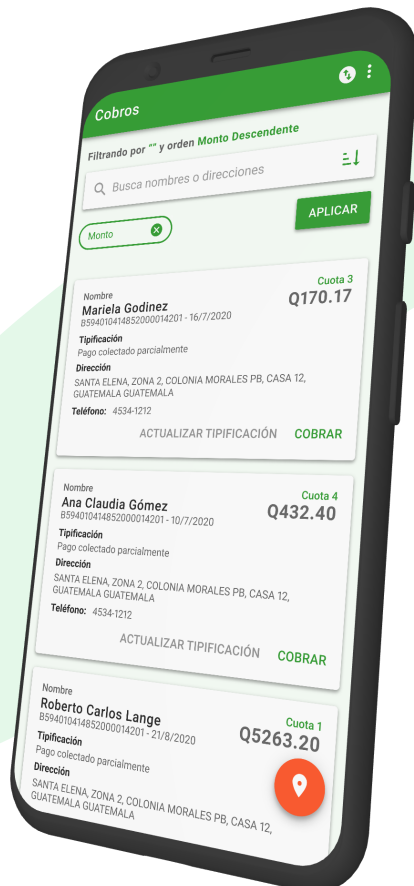 Cobros
Filtrando por "" y orden Monto Descendente
Busca nombres o direcciones
Monto
APLICAR
Nombre
Cuota 3
Mariela Godinez
Q170.17
B594010414852000014201 - 16/7/2020
Tipificación
Pago colectado parcialmente
Dirección
SANTA ELENA, ZONA 2, COLONIA MORALES PB, CASA 12,
GUATEMALA GUATEMALA
Teléfono: 4534-1212
ACTUALIZAR TIPIFICACIÓN COBRAR
Nombre
Cuota 4
Ana Claudia Gómez
Q432.40
B594010414852000014201 - 10/7/2020
Tipificación
Pago colectado parcialmente
Dirección
SANTA ELENA, ZONA 2, COLONIA MORALES PB, CASA 12,
GUATEMALA GUATEMALA
Teléfono: 4534-1212
ACTUALIZAR TIPIFICACIÓN COBRAR
Nombre
Cuota 1
Roberto Carlos Lange
Q5263.20
B594010414852000014201 - 21/8/2020
Tipificación
Pago colectado parcialmente
Dirección
SANTA ELENA, ZONA 2, COLONIA MORALES PB, CASA 12,
GUATEMALA GUATEMALA